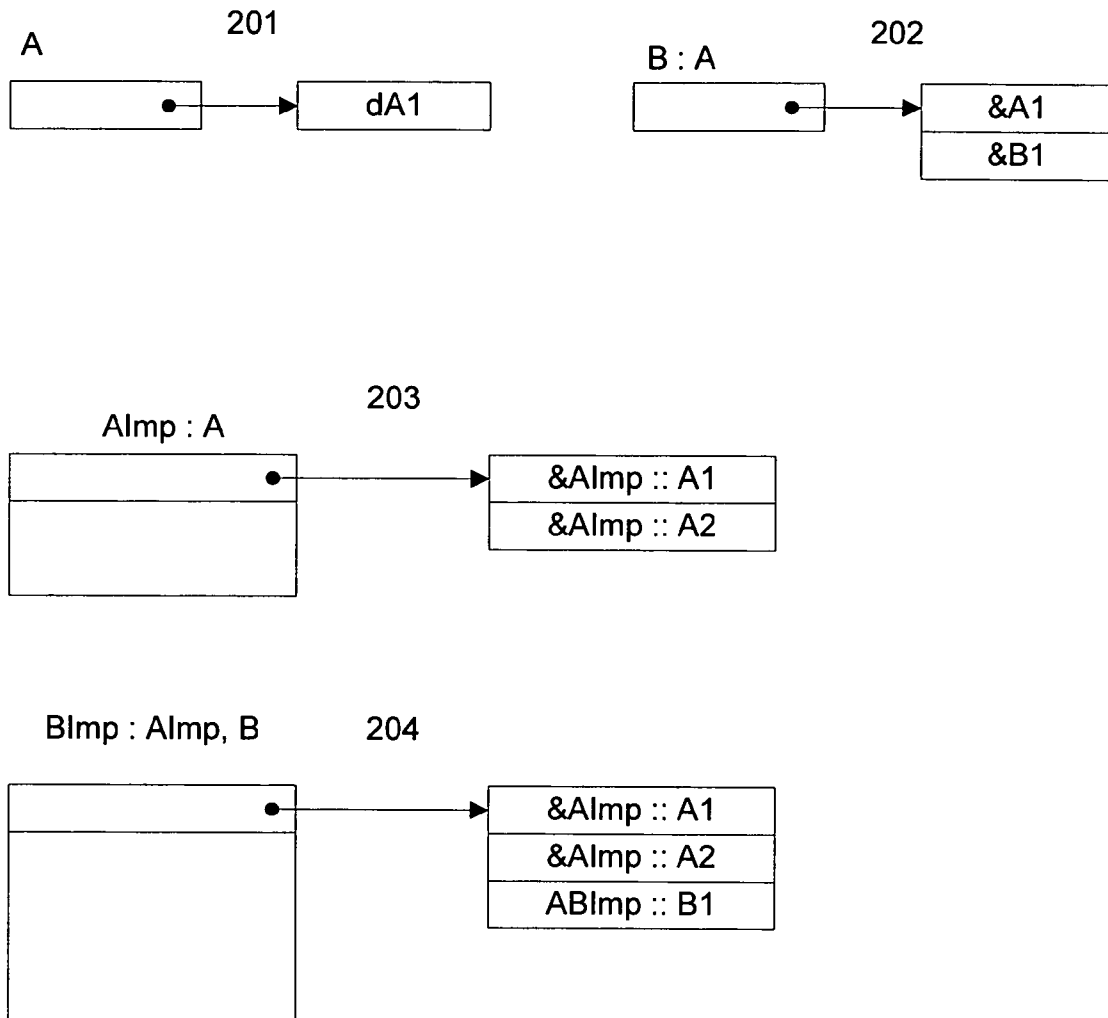 201
A
dA1
202
B : A
&A1
&B1
203
AImp : A
&AImp :: A1
&AImp :: A2
BImp : AImp, B
204
&AImp :: A1
&AImp :: A2
ABImp :: B1